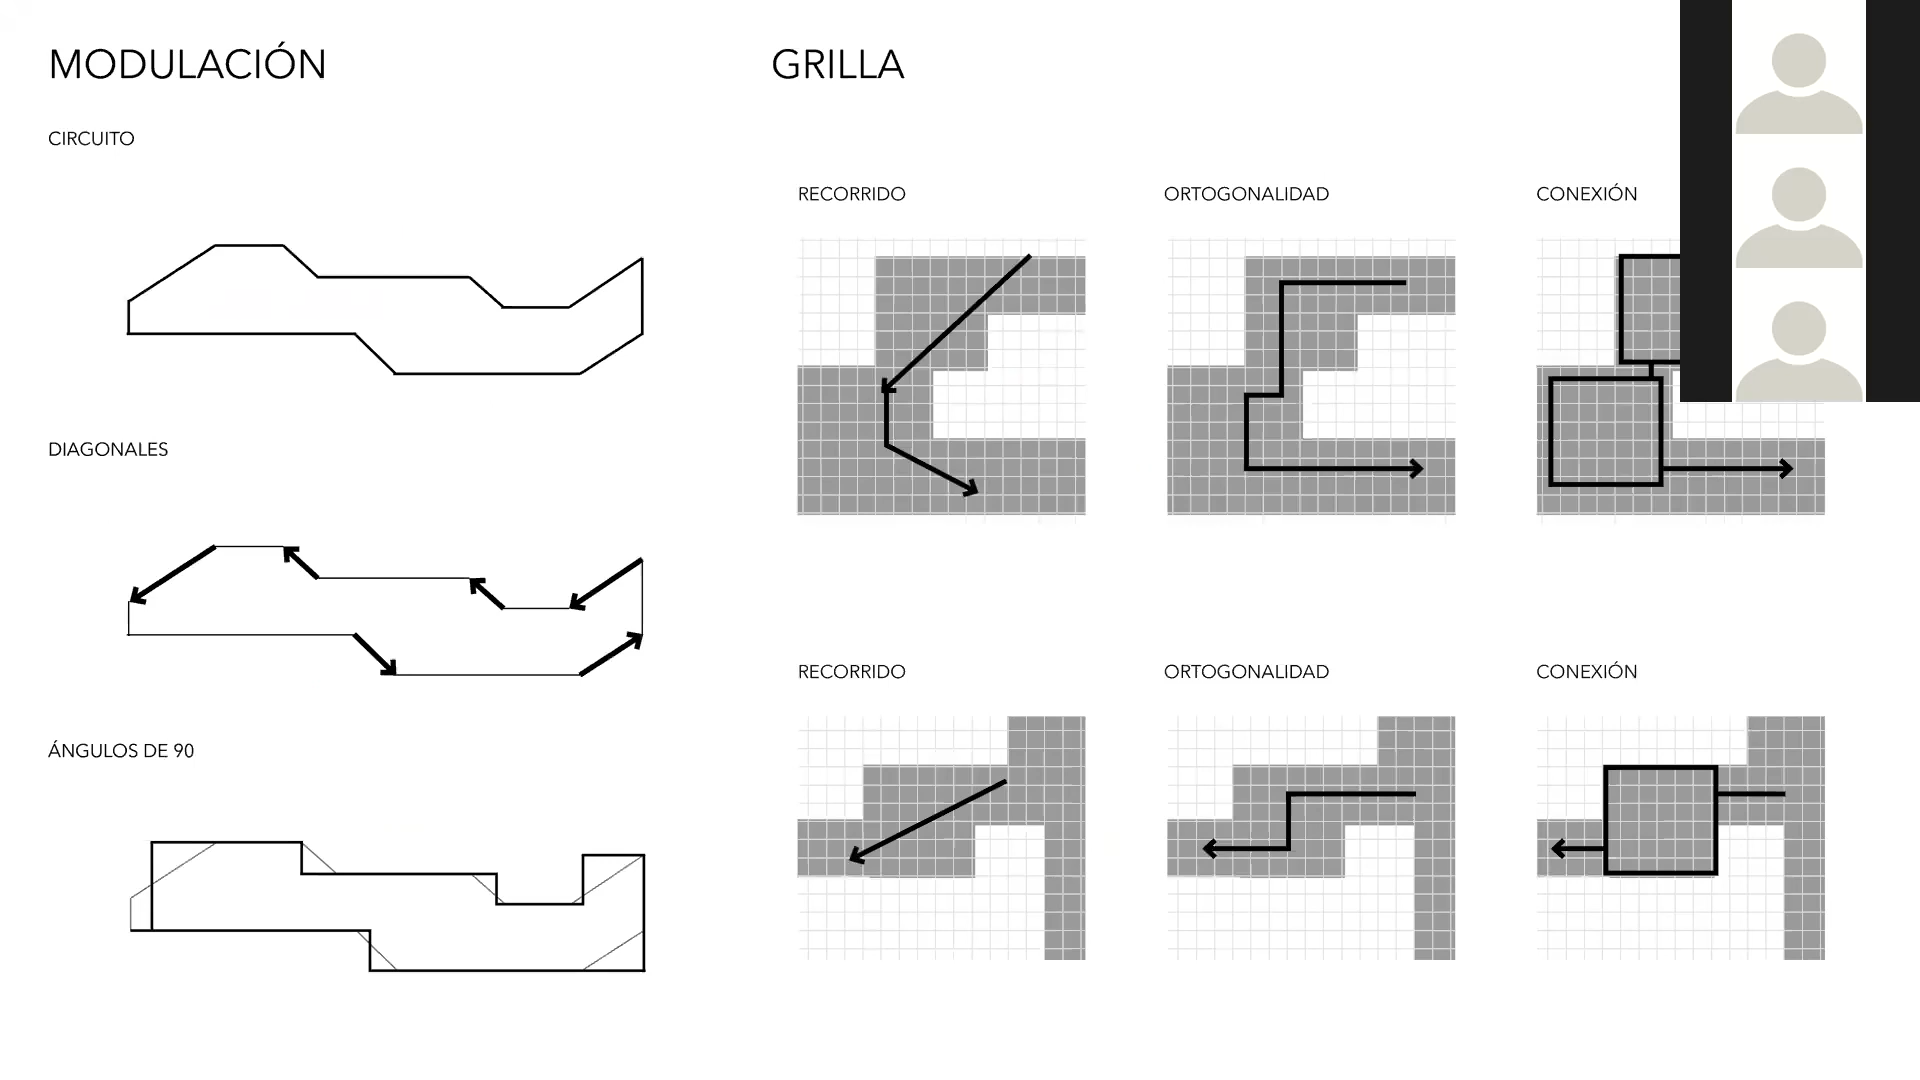 MODULACIÓN
CIRCUITO
DIAGONALES
ÁNGULOS DE 90
GRILLA
RECORRIDO
ORTOGONALIDAD
CONEXIÓN
RECORRIDO
ORTOGONALIDAD
CONEXIÓN